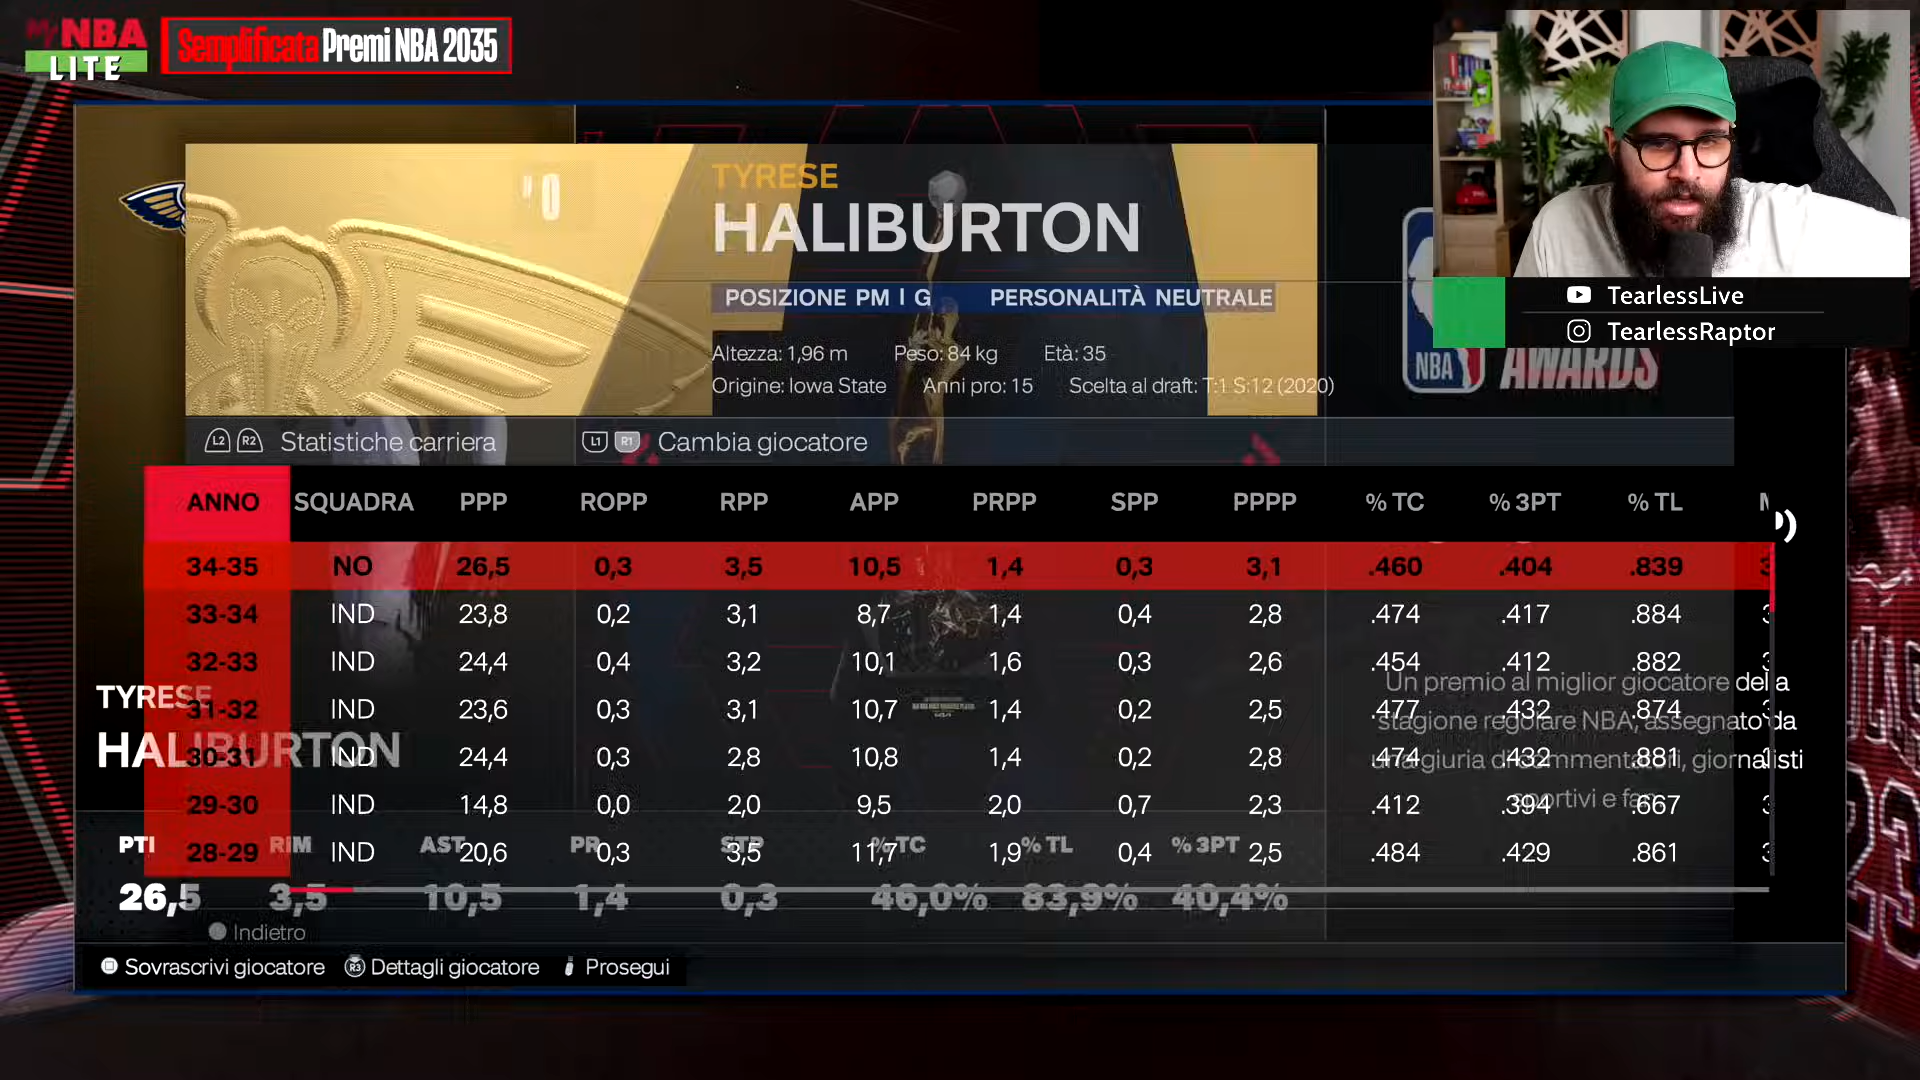 MyNBA
LITE
Semplificata Premi NBA 2035
TearlessLive
TearlessRaptor
0
TYRESE
HALIBURTON
POSIZIONE PM | G PERSONALITÀ NEUTRALE
Altezza: 1,96 m Peso: 84 kg Età: 35
Origine: Iowa State Anni pro: 15 Scelta al draft: T:1 S:12 (2020)
NBA AWARDS
L2 R2 Statistiche carriera L1 R1 Cambia giocatore
ANNO SQUADRA PPP ROPP RPP APP PRPP SPP PPPP % TC % 3PT % TL
34-35 NO 26,5 0,3 3,5 10,5 1,4 0,3 3,1 .460 .404 .839
33-34 IND 23,8 0,2 3,1 8,7 1,4 0,4 2,8 .474 .417 .884
32-33 IND 24,4 0,4 3,2 10,1 1,6 0,3 2,6 .454 .412 .882
31-32 IND 23,6 0,3 3,1 10,7 1,4 0,2 2,5 .477 .432 .874
30-31 IND 24,4 0,3 2,8 10,8 1,4 0,2 2,8 .474 .432 .881
29-30 IND 14,8 0,0 2,0 9,5 2,0 0,7 2,3 .412 .394 .667
28-29 IND 20,6 0,3 3,5 11,7 1,9 0,4 2,5 .484 .429 .861
TYRESE
HALIBURTON
Un premio al miglior giocatore della
stagione regolare NBA, assegnato da
una giuria di commentatori, giornalisti
sportivi e fan.
PTI RIM AST PR STP % TC % TL % 3PT
26,5 3,5 10,5 1,4 0,3 46,0% 83,9% 40,4%
Indietro
Sovrascrivi giocatore R3 Dettagli giocatore Prosegui